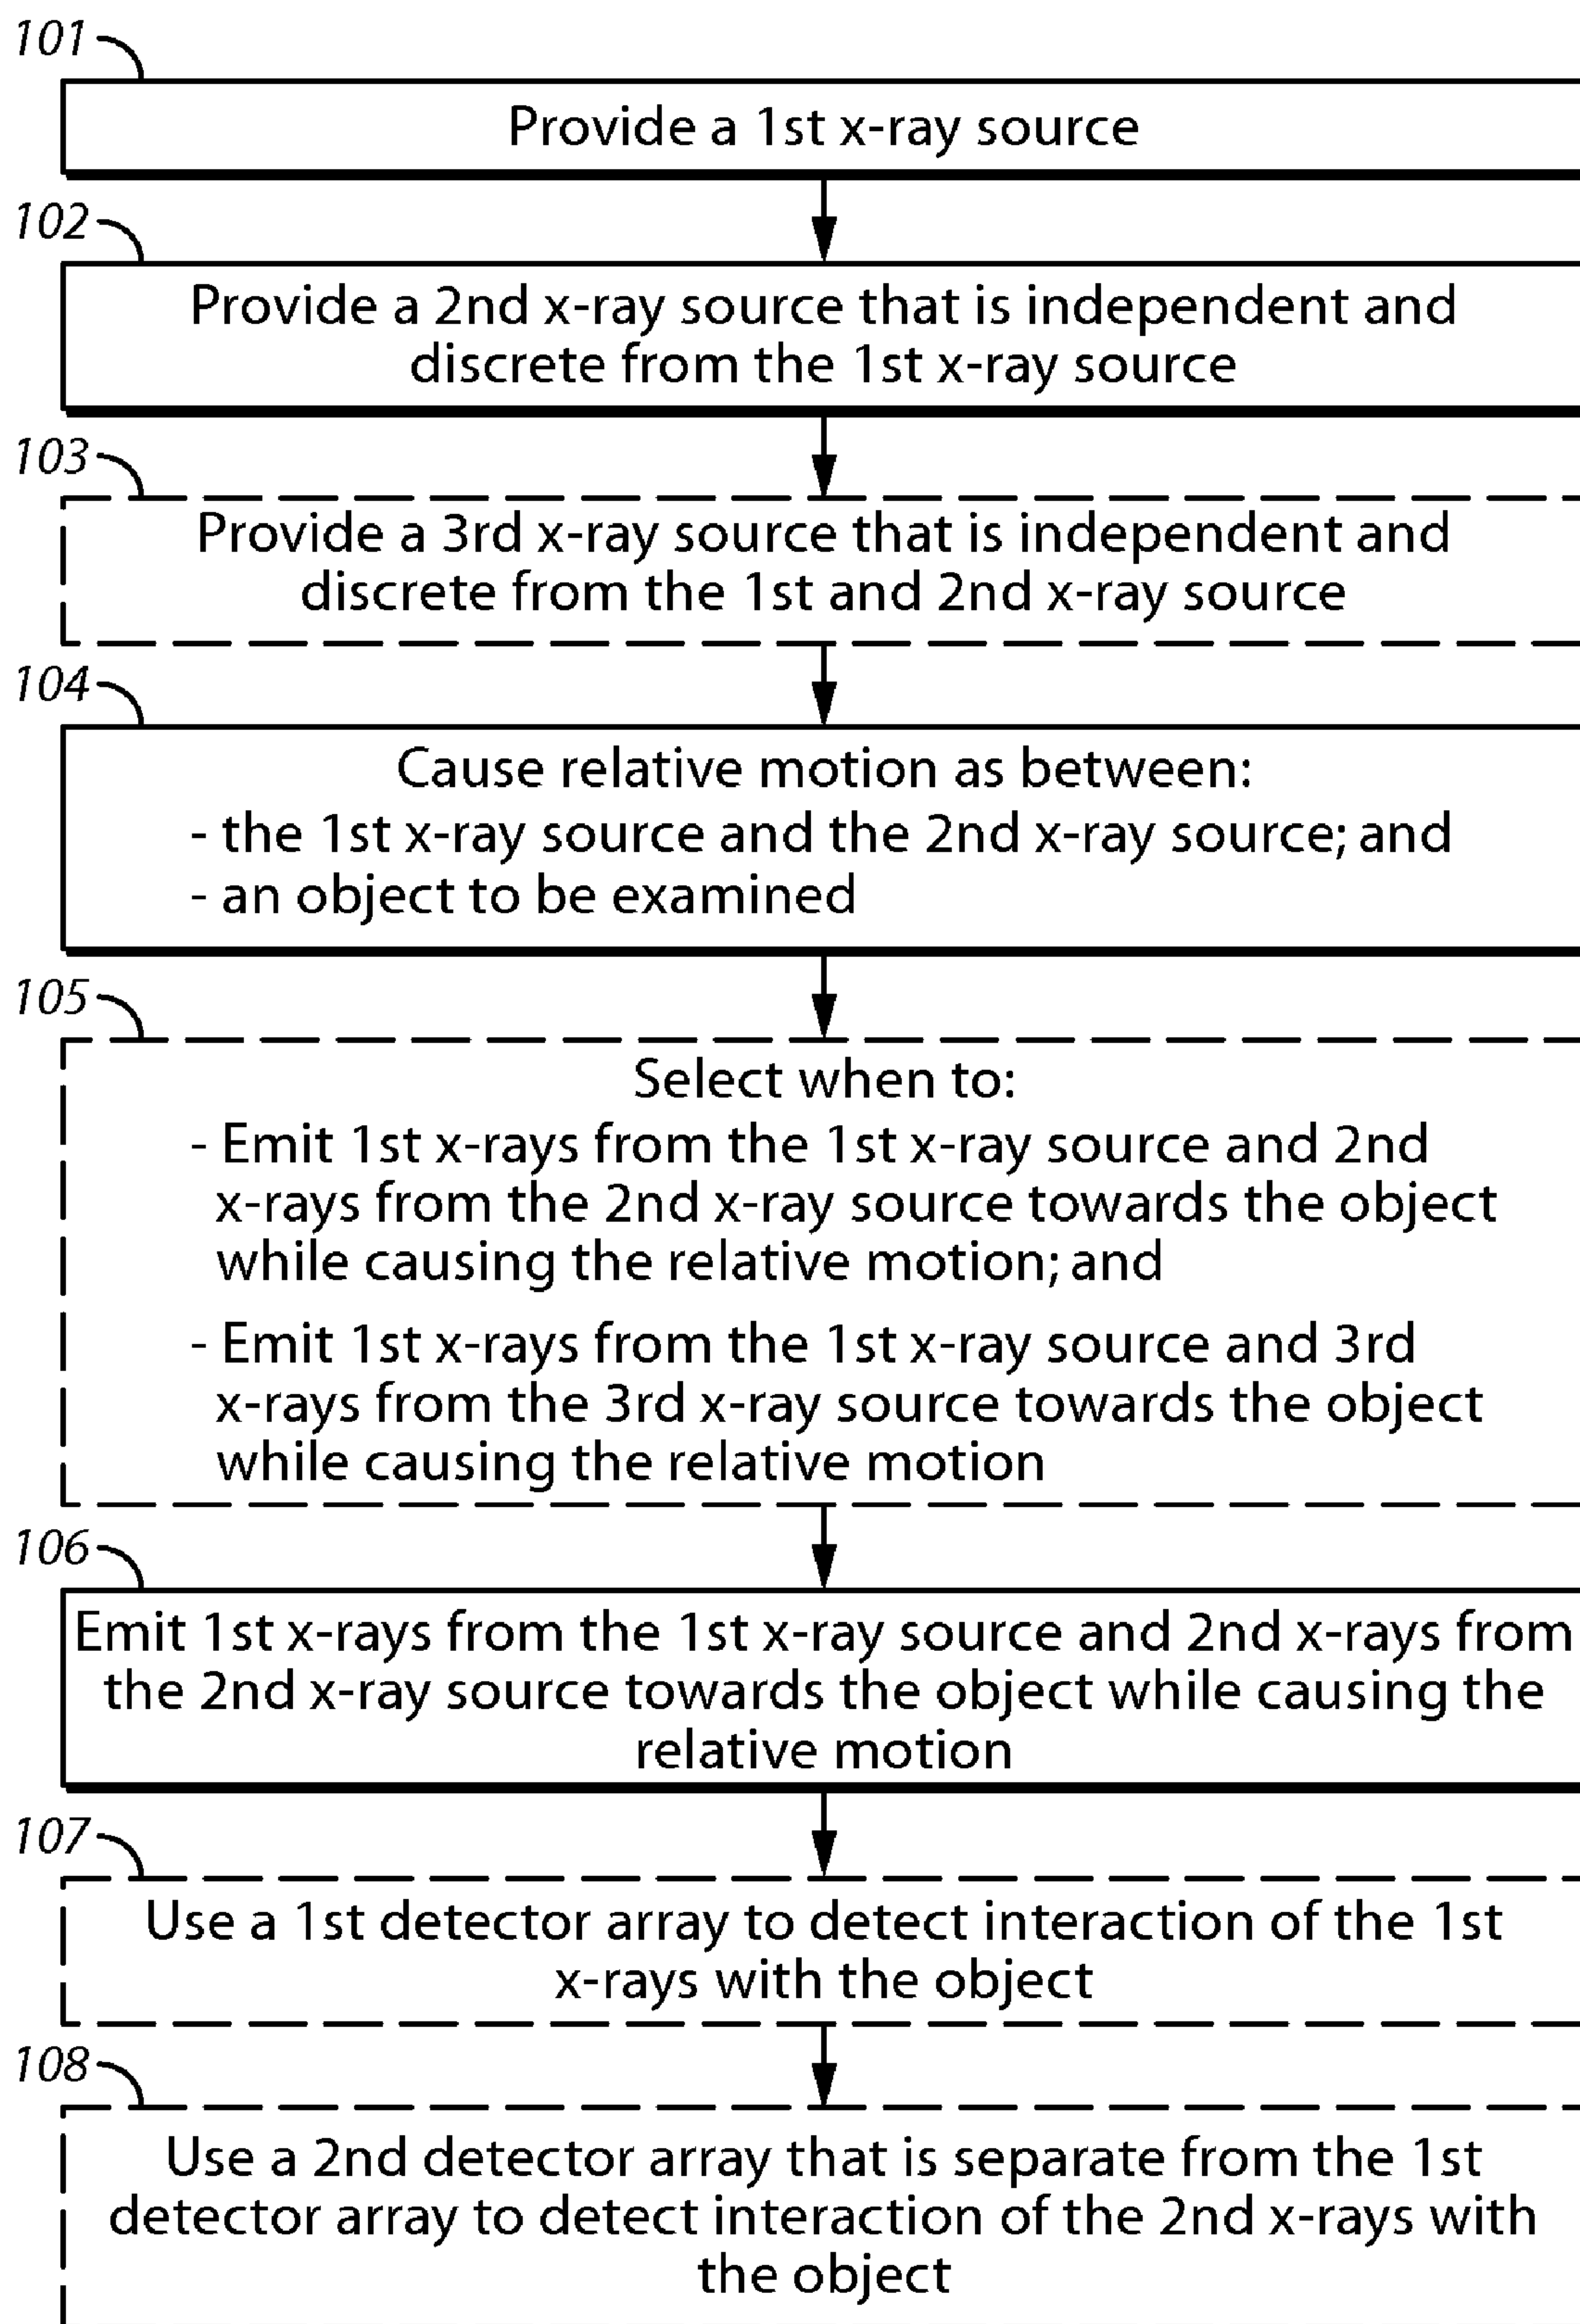 101
Provide a 1st x-ray source
102
Provide a 2nd x-ray source that is independent and
discrete from the 1st x-ray source
103
Provide a 3rd x-ray source that is independent and
discrete from the 1st and 2nd x-ray source
104
Cause relative motion as between:
- the 1st x-ray source and the 2nd x-ray source; and
- an object to be examined
105
Select when to:
- Emit 1st x-rays from the 1st x-ray source and 2nd
x-rays from the 2nd x-ray source towards the object
while causing the relative motion; and
- Emit 1st x-rays from the 1st x-ray source and 3rd
x-rays from the 3rd x-ray source towards the object
while causing the relative motion
106
Emit 1st x-rays from the 1st x-ray source and 2nd x-rays from
the 2nd x-ray source towards the object while causing the
relative motion
107
Use a 1st detector array to detect interaction of the 1st
x-rays with the object
108
Use a 2nd detector array that is separate from the 1st
detector array to detect interaction of the 2nd x-rays with
the object